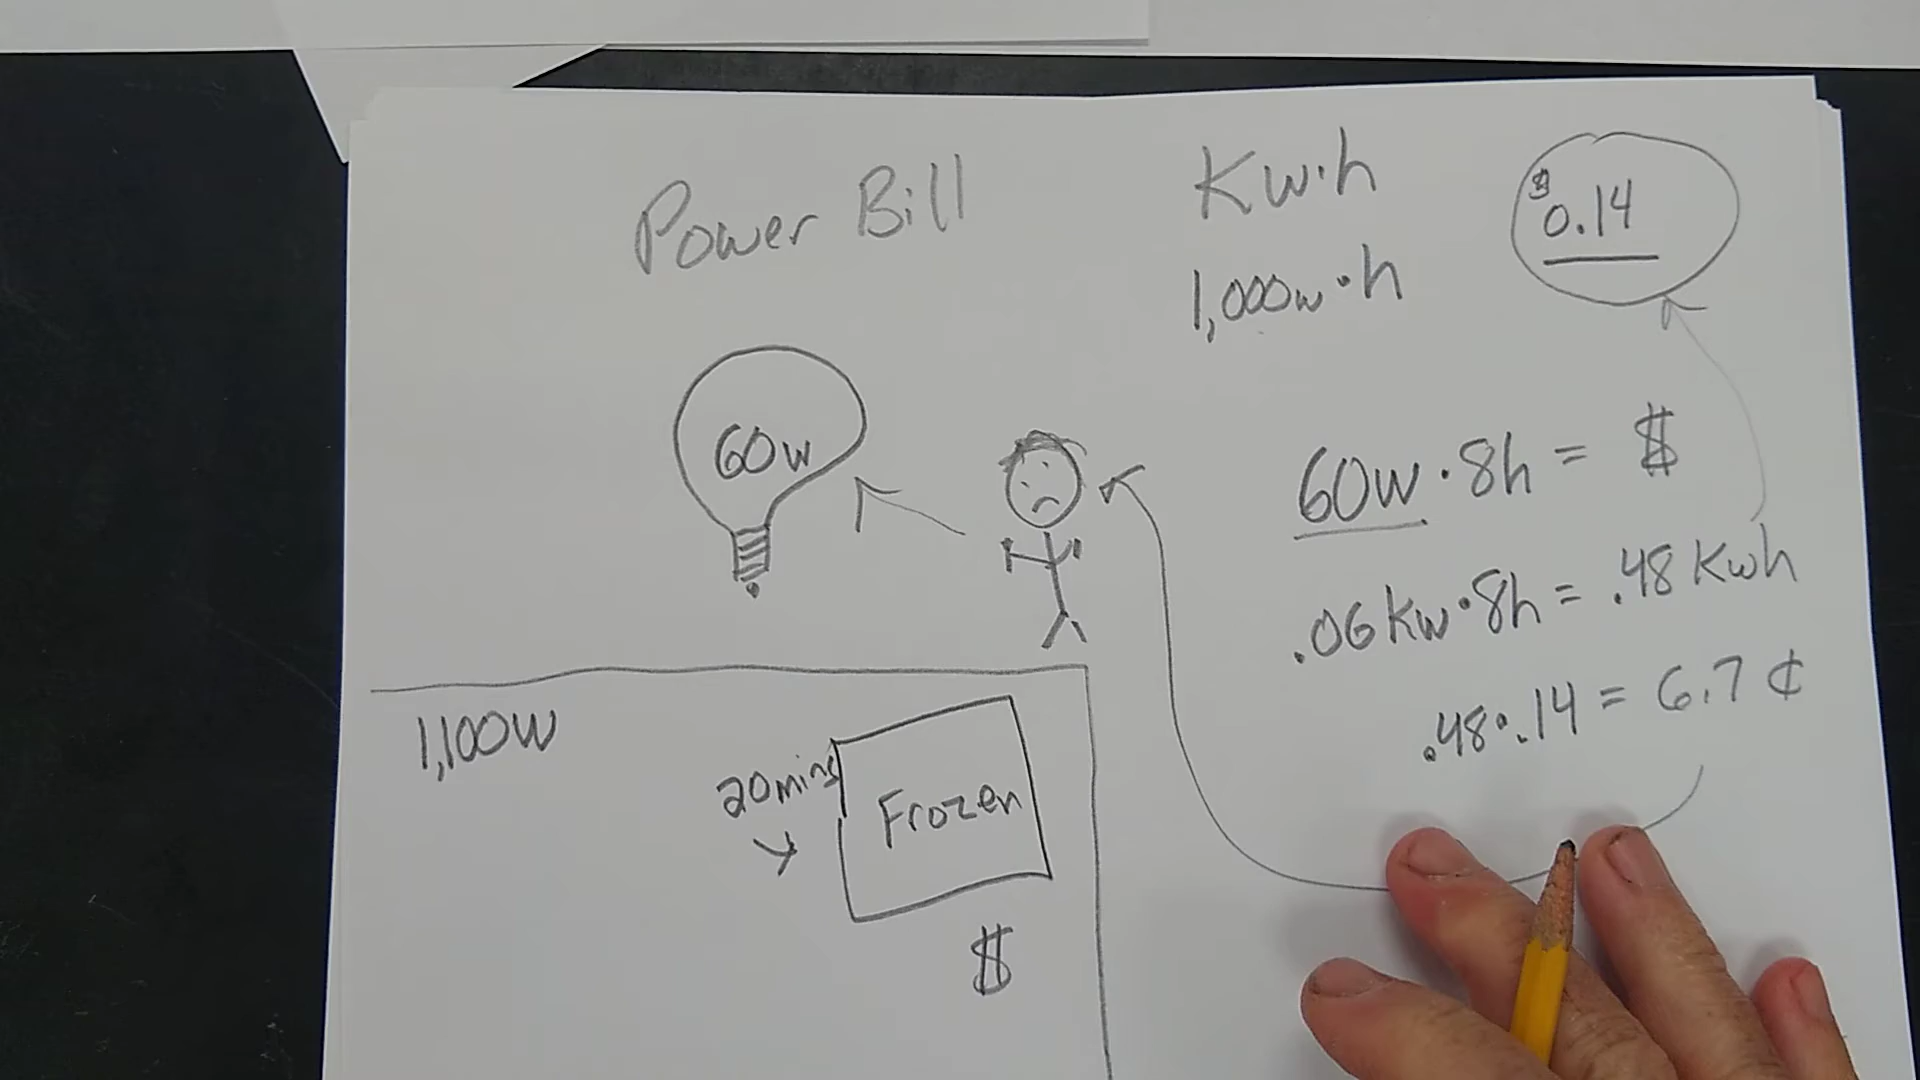 Power Bill
Kw·h
$0.14
1,000w·h
60w
60w·8h = $
.06Kw·8h = .48 Kwh
.48·.14 = 6.7 ¢
1,100W
20mins
Frozen
$